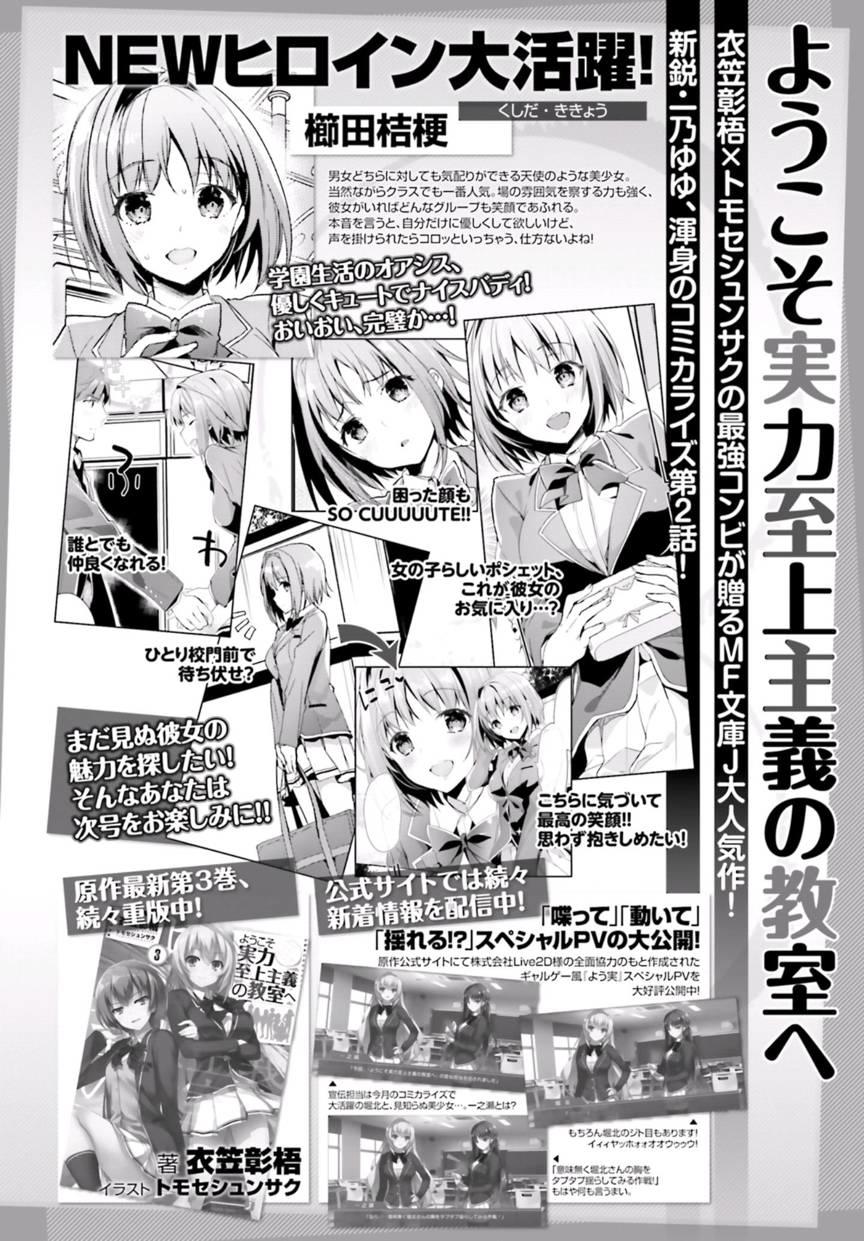 ようこそ実力至上主義の教室へ
衣笠彰梧×トモセシュンサクの最強コンビが贈るMF文庫J大人気作！
新鋭・一乃ゆゆ、渾身のコミカライズ第2話！
NEWヒロイン大活躍！
くしだ・ききょう
櫛田桔梗
男女どちらに対しても気配りができる天使のような美少女。
当然ながらクラスでも一番人気。場の雰囲気を察する力も強く、
彼女がいればどんなグループも笑顔であふれる。
本音を言うと、自分だけに優しくして欲しいけど、
声を掛けられたらコロッといっちゃう、仕方ないよね！
学園生活のオアシス、
優しくキュートでナイスバディ！
おいおい、完璧か…！
困った顔も
SO CUUUUUTE!!
ふふ
わ
誰とでも
仲良くなれる！
女の子らしいポシェット、
これが彼女の
お気に入り…？
ひとり校門前で
待ち伏せ？
にこっ
こちらに気づいて
最高の笑顔!!
思わず抱きしめたい！
まだ見ぬ彼女の
魅力を探したい！
そんなあなたは
次号をお楽しみに!!
原作最新第3巻、
続々重版中！
トモセシュンサク
3
ようこそ
実力
至上主義
の教室へ
著 衣笠彰梧
イラスト トモセシュンサク
公式サイトでは続々
新着情報を配信中！
「喋って」「動いて」
「揺れる!?」スペシャルPVの大公開！
原作公式サイトにて株式会社Live2D様の全面協力のもと作成された
ギャルゲー風『よう実』スペシャルPVを
大好評公開中！
▲
宣伝担当は今月のコミカライズで
大活躍の堀北と、見知らぬ美少女…。一之瀬とは？
▲
もちろん堀北のジト目もあります！
イィィヤッホォォオオウゥゥウ！
◀
「意味無く堀北さんの胸を
タプタプ揺らしてみる作戦！」
もはや何も言うまい。